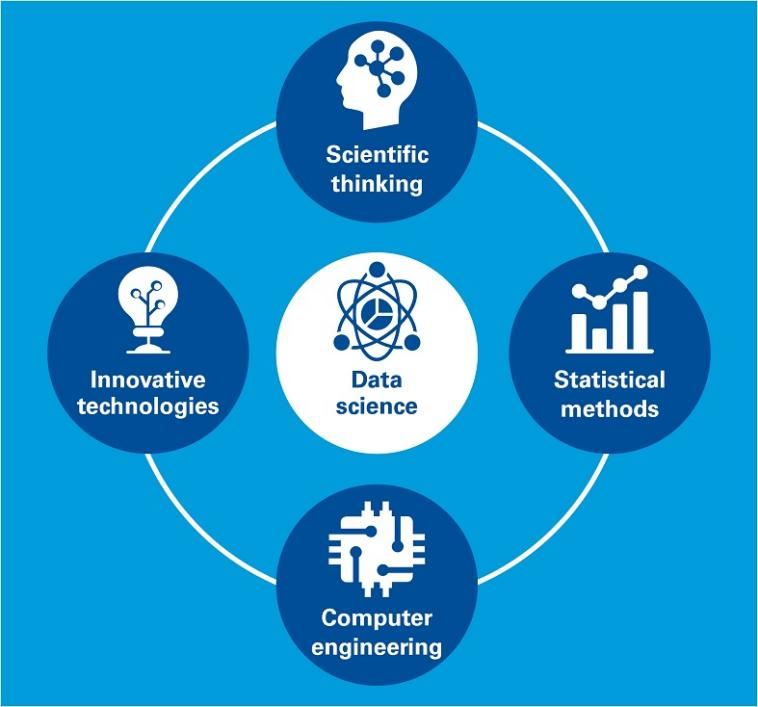 Scientific
thinking
Innovative
technologies
Data
science
Statistical
methods
Computer
engineering